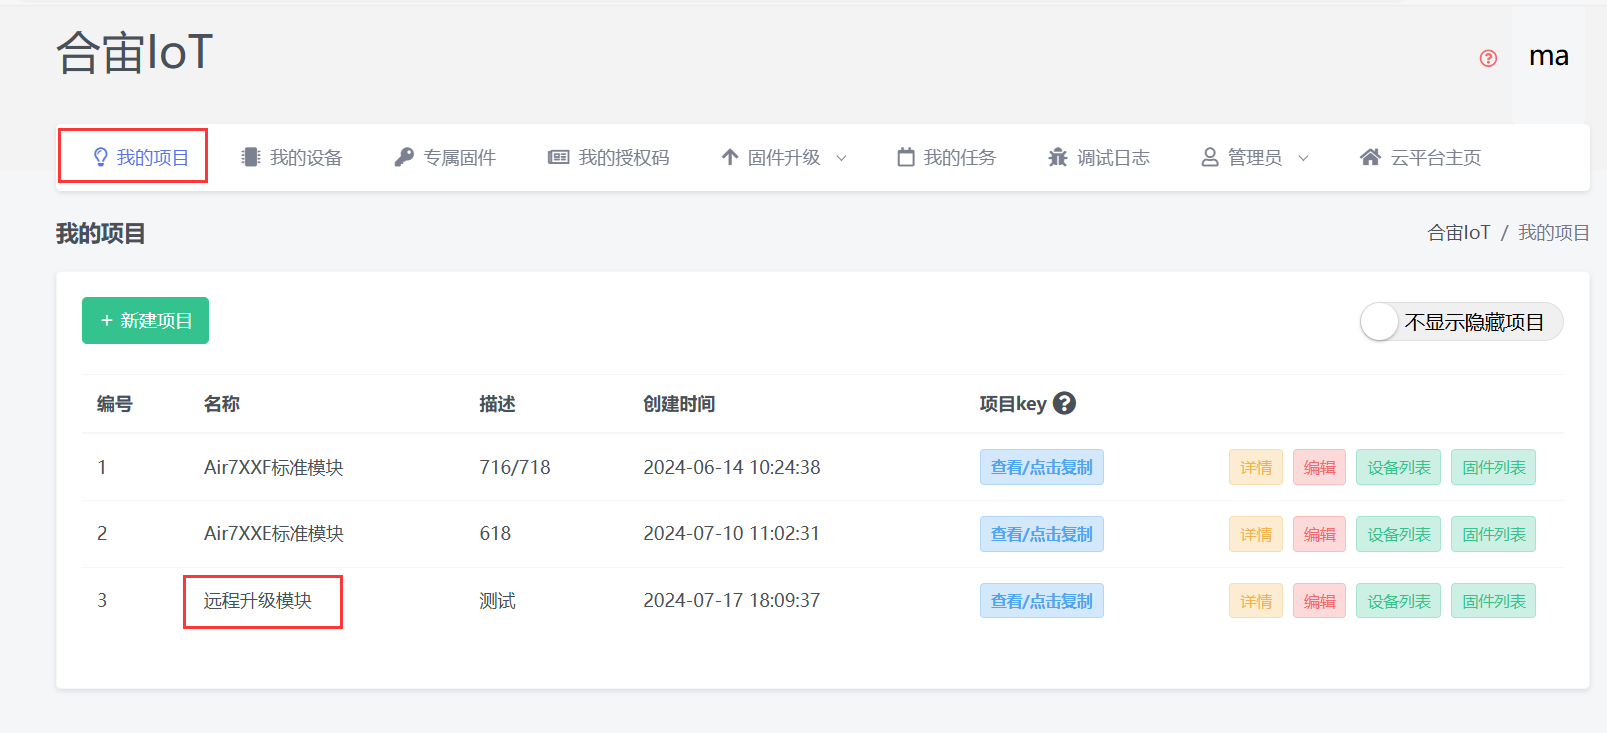 合宙IoT
ma
我的项目 我的设备 专属固件 我的授权码 固件升级 我的任务 调试日志 管理员 云平台主页
我的项目 合宙IoT / 我的项目
+ 新建项目 不显示隐藏项目
编号 名称 描述 创建时间 项目key
1 Air7XXF标准模块 716/718 2024-06-14 10:24:38 查看/点击复制 详情 编辑 设备列表 固件列表
2 Air7XXE标准模块 618 2024-07-10 11:02:31 查看/点击复制 详情 编辑 设备列表 固件列表
3 远程升级模块 测试 2024-07-17 18:09:37 查看/点击复制 详情 编辑 设备列表 固件列表